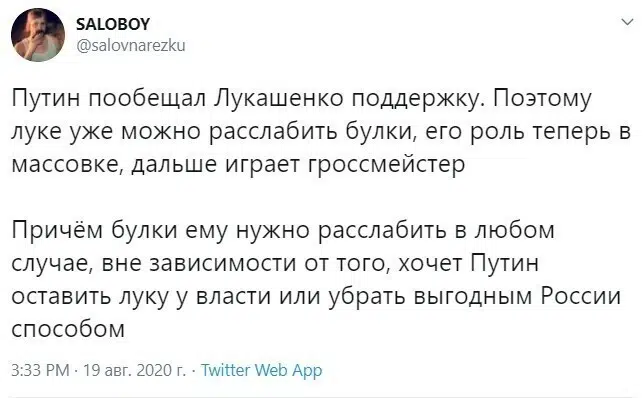 SALOBOY
@salovnarezku
Путин пообещал Лукашенко поддержку. Поэтому
луке уже можно расслабить булки, его роль теперь в
массовке, дальше играет гроссмейстер
Причём булки ему нужно расслабить в любом
случае, вне зависимости от того, хочет Путин
оставить луку у власти или убрать выгодным России
способом
3:33 PM · 19 авг. 2020 г. · Twitter Web App